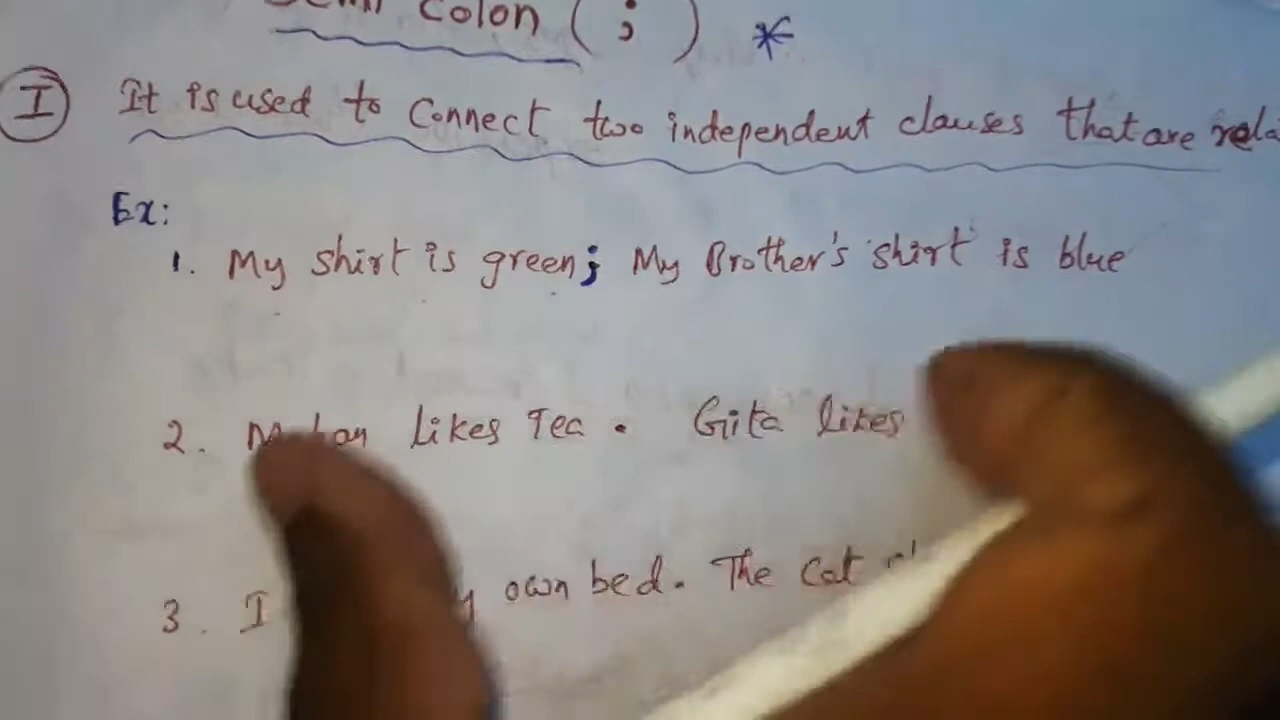 Colon (;) *
I It is used to Connect two independent clauses that are
Ex:
1. My shirt is green; My Brother's shirt is blue
2. likes Tea. Gita likes
3. I own bed. The Cat